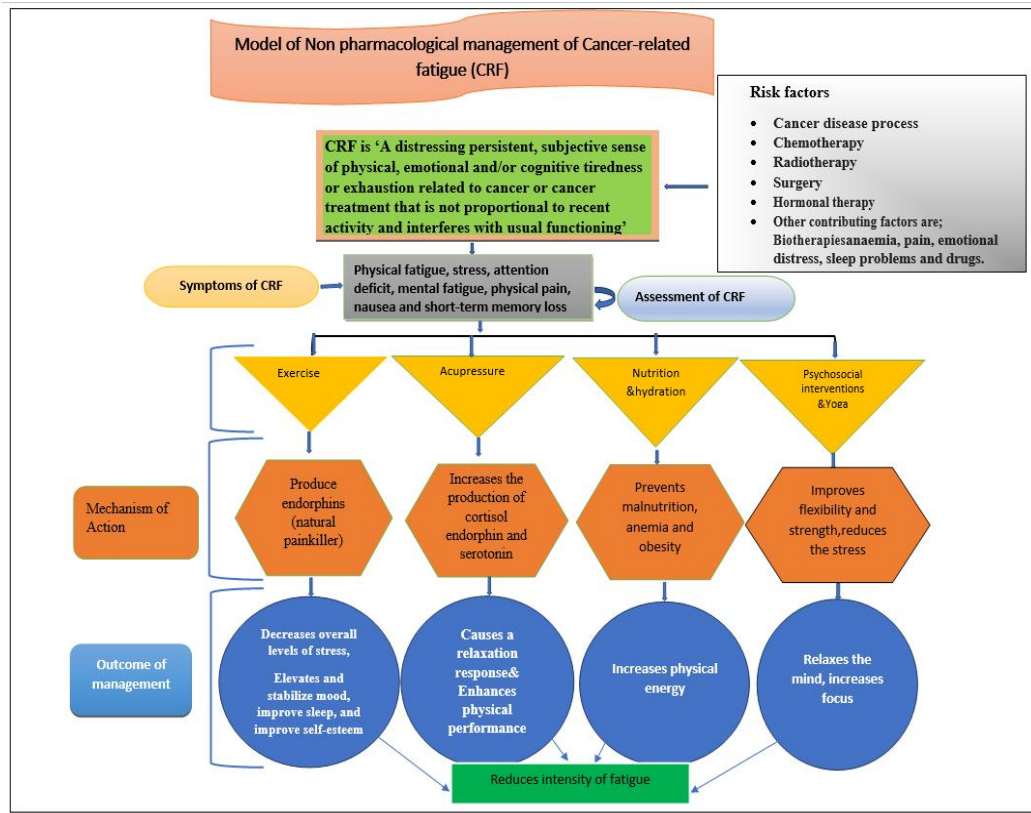 Model of Non pharmacological management of Cancer-related
fatigue (CRF)
Risk factors
• Cancer disease process
• Chemotherapy
• Radiotherapy
• Surgery
• Hormonal therapy
• Other contributing factors are;
Biotherapiesanaemia, pain, emotional
distress, sleep problems and drugs.
CRF is ‘A distressing persistent, subjective
sense of physical, emotional and/or cognitive tiredness
or exhaustion related to cancer or cancer
treatment that is not proportional to recent
activity and interferes with usual functioning’
Symptoms of CRF
Physical fatigue, stress, attention
deficit, mental fatigue, physical pain,
nausea and short-term memory loss
Assessment of CRF
Exercise
Acupressure
Nutrition
&hydration
Psychosocial
interventions
&Yoga
Mechanism of
Action
Produce
endorphins
(natural
painkiller)
Increases the
production of
cortisol
endorphin and
serotonin
Prevents
malnutrition,
anemia and
obesity
Improves
flexibility and
strength,reduces
the stress
Outcome of
management
Decreases overall
levels of stress,
Elevates and
stabilize mood,
improve sleep, and
improve self-esteem
Causes a
relaxation
response&
Enhances
physical
performance
Increases physical
energy
Relaxes the
mind, increases
focus
Reduces intensity of fatigue